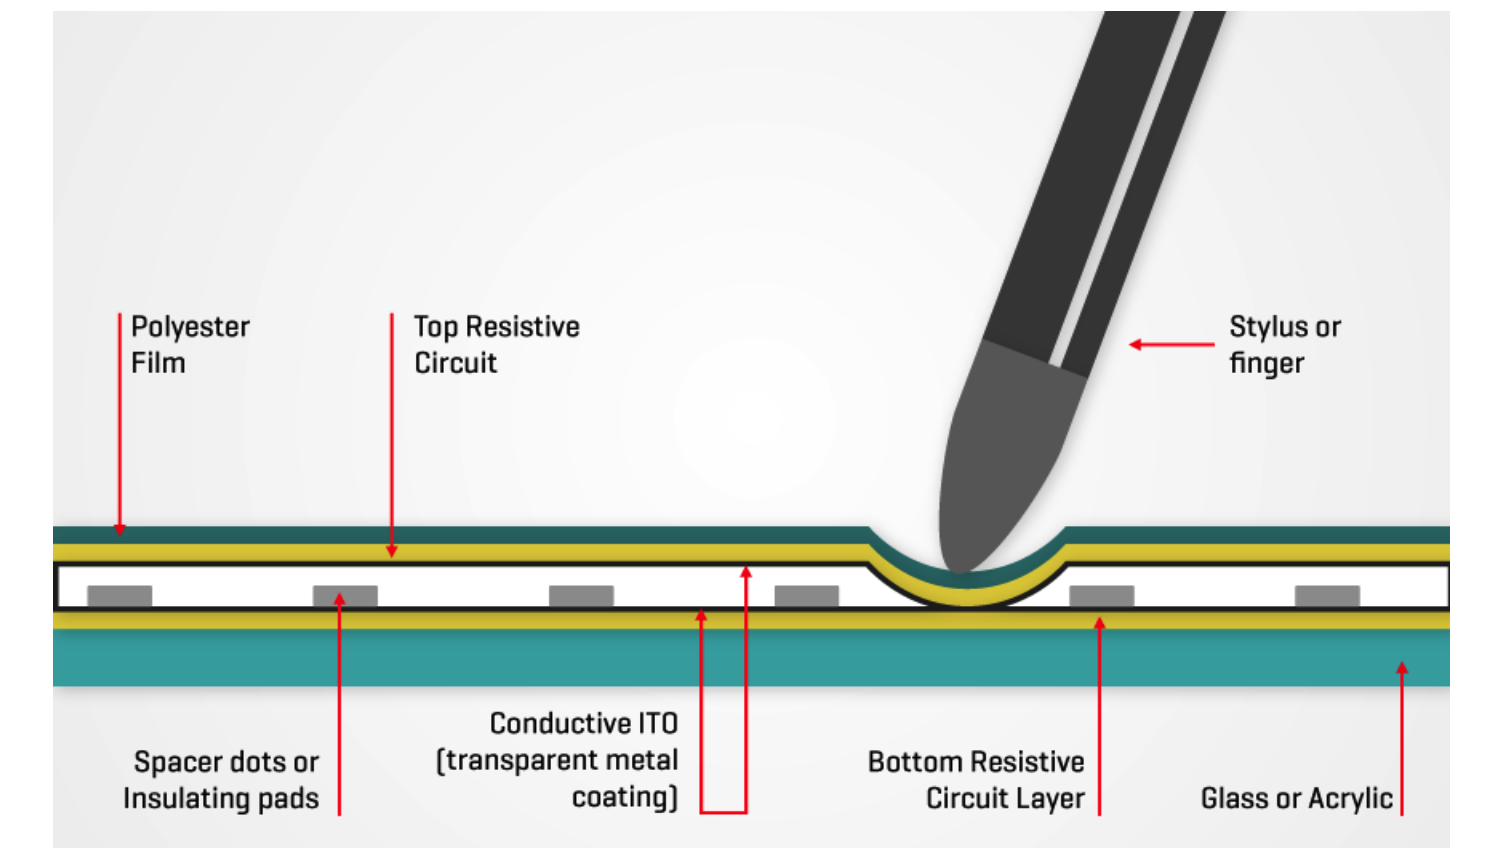 Polyester
Film
Top Resistive
Circuit
Stylus or
finger
Spacer dots or
Insulating pads
Conductive ITO
(transparent metal
coating)
Bottom Resistive
Circuit Layer
Glass or Acrylic